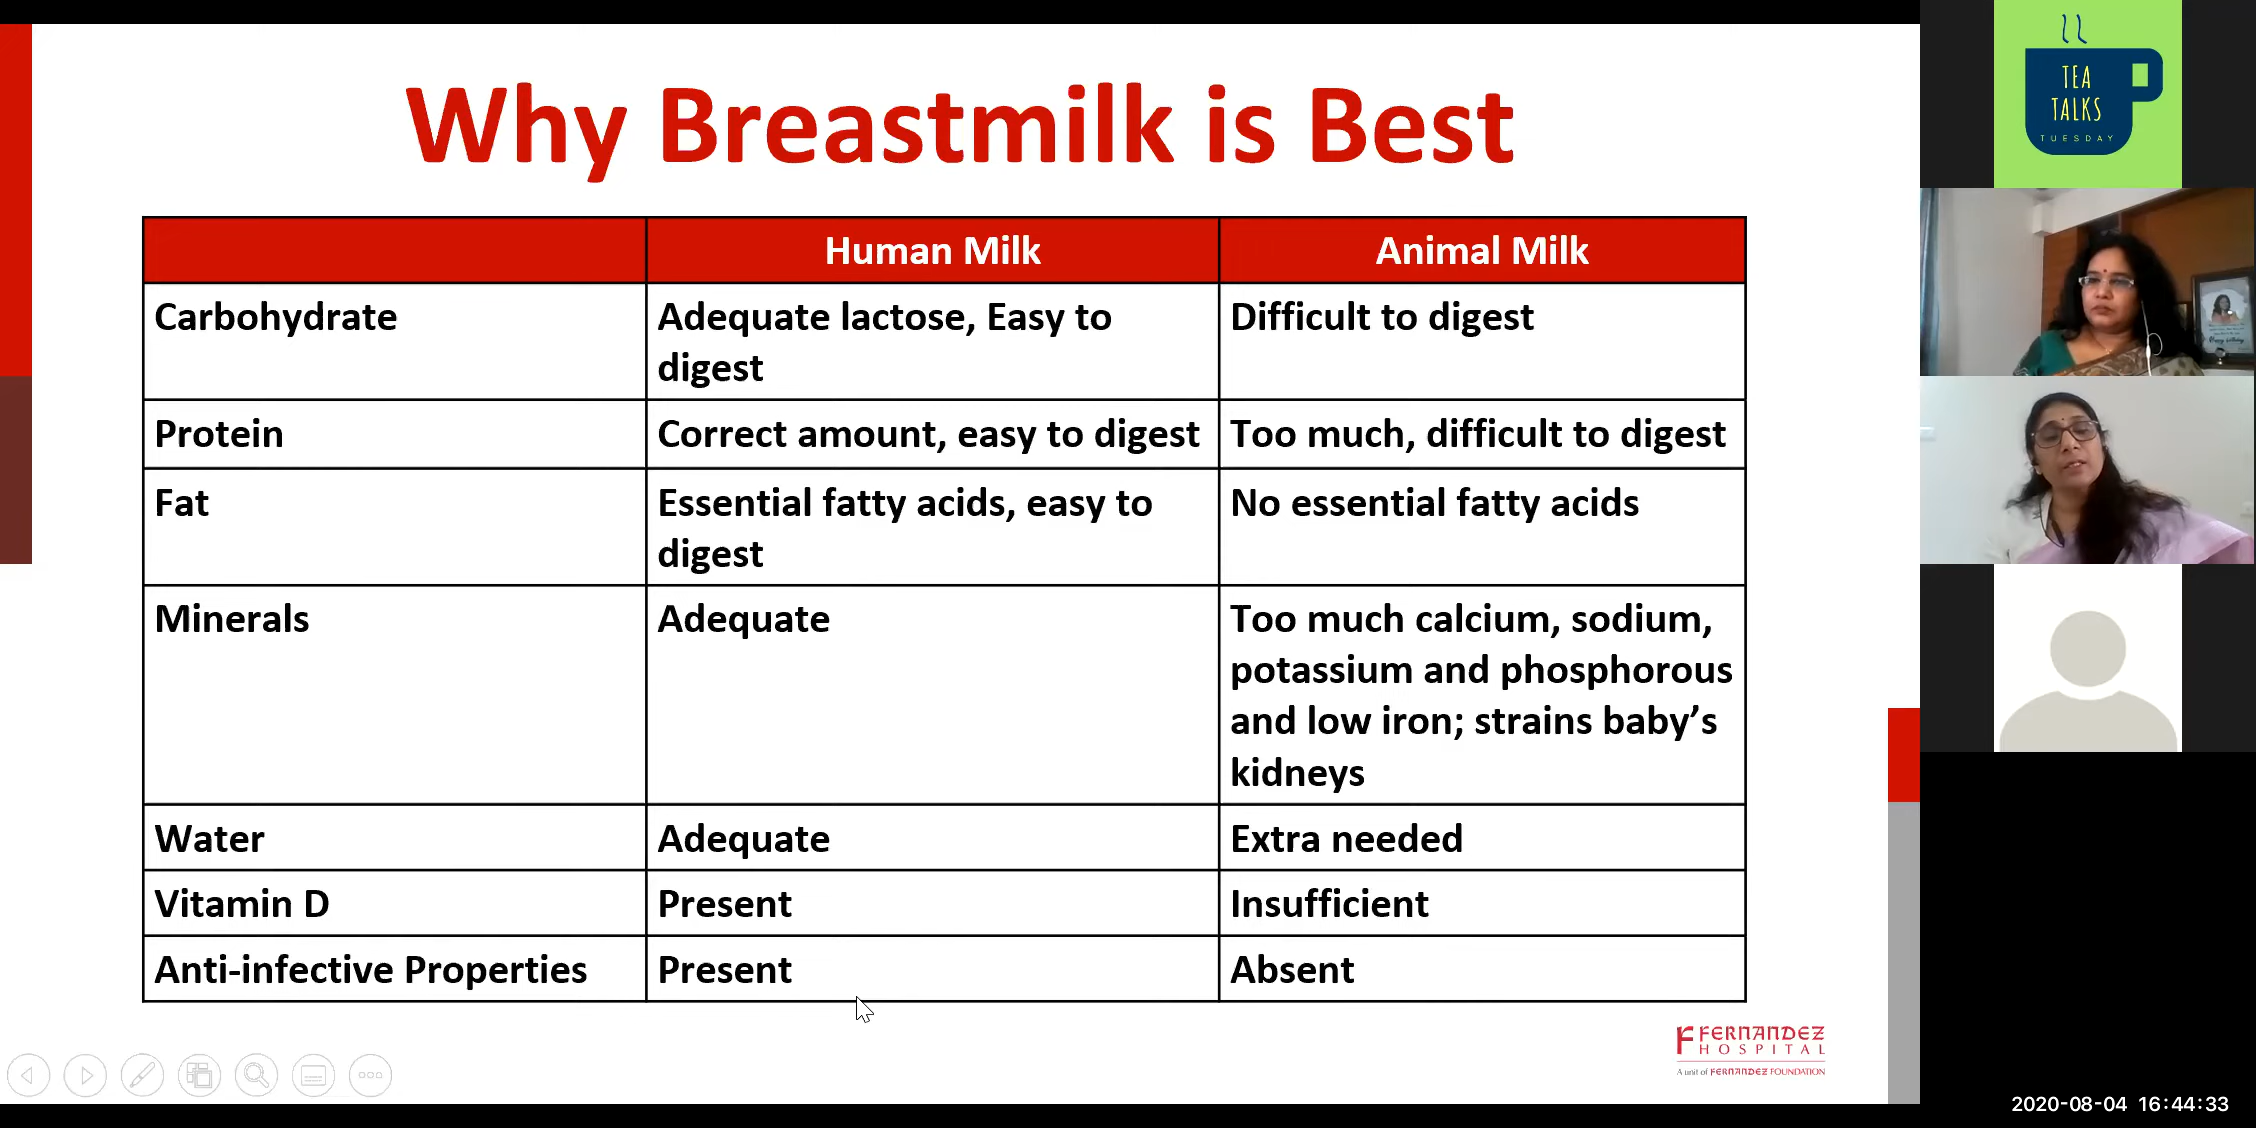 Why Breastmilk is Best
Human Milk
Animal Milk
Carbohydrate
Adequate lactose, Easy to
digest
Difficult to digest
Protein
Correct amount, easy to digest
Too much, difficult to digest
Fat
Essential fatty acids, easy to
digest
No essential fatty acids
Minerals
Adequate
Too much calcium, sodium,
potassium and phosphorous
and low iron; strains baby’s
kidneys
Water
Adequate
Extra needed
Vitamin D
Present
Insufficient
Anti-infective Properties
Present
Absent
FERNANDEZ
HOSPITAL
A unit of FERNANDEZ FOUNDATION
TEA
TALKS
TUESDAY
2020-08-04 16:44:33